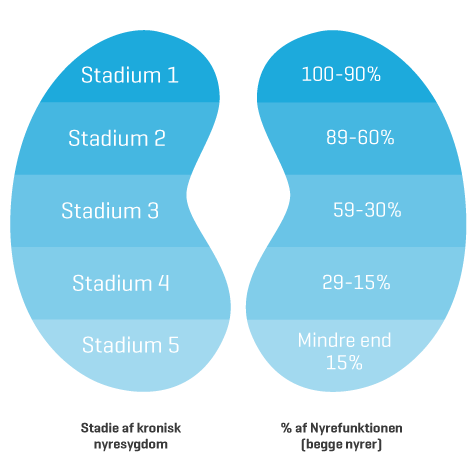 Stadium 1
100-90%
Stadium 2
89-60%
Stadium 3
59-30%
Stadium 4
29-15%
Stadium 5
Mindre end
15%
Stadie af kronisk
nyresygdom
% af Nyrefunktionen
(begge nyrer)